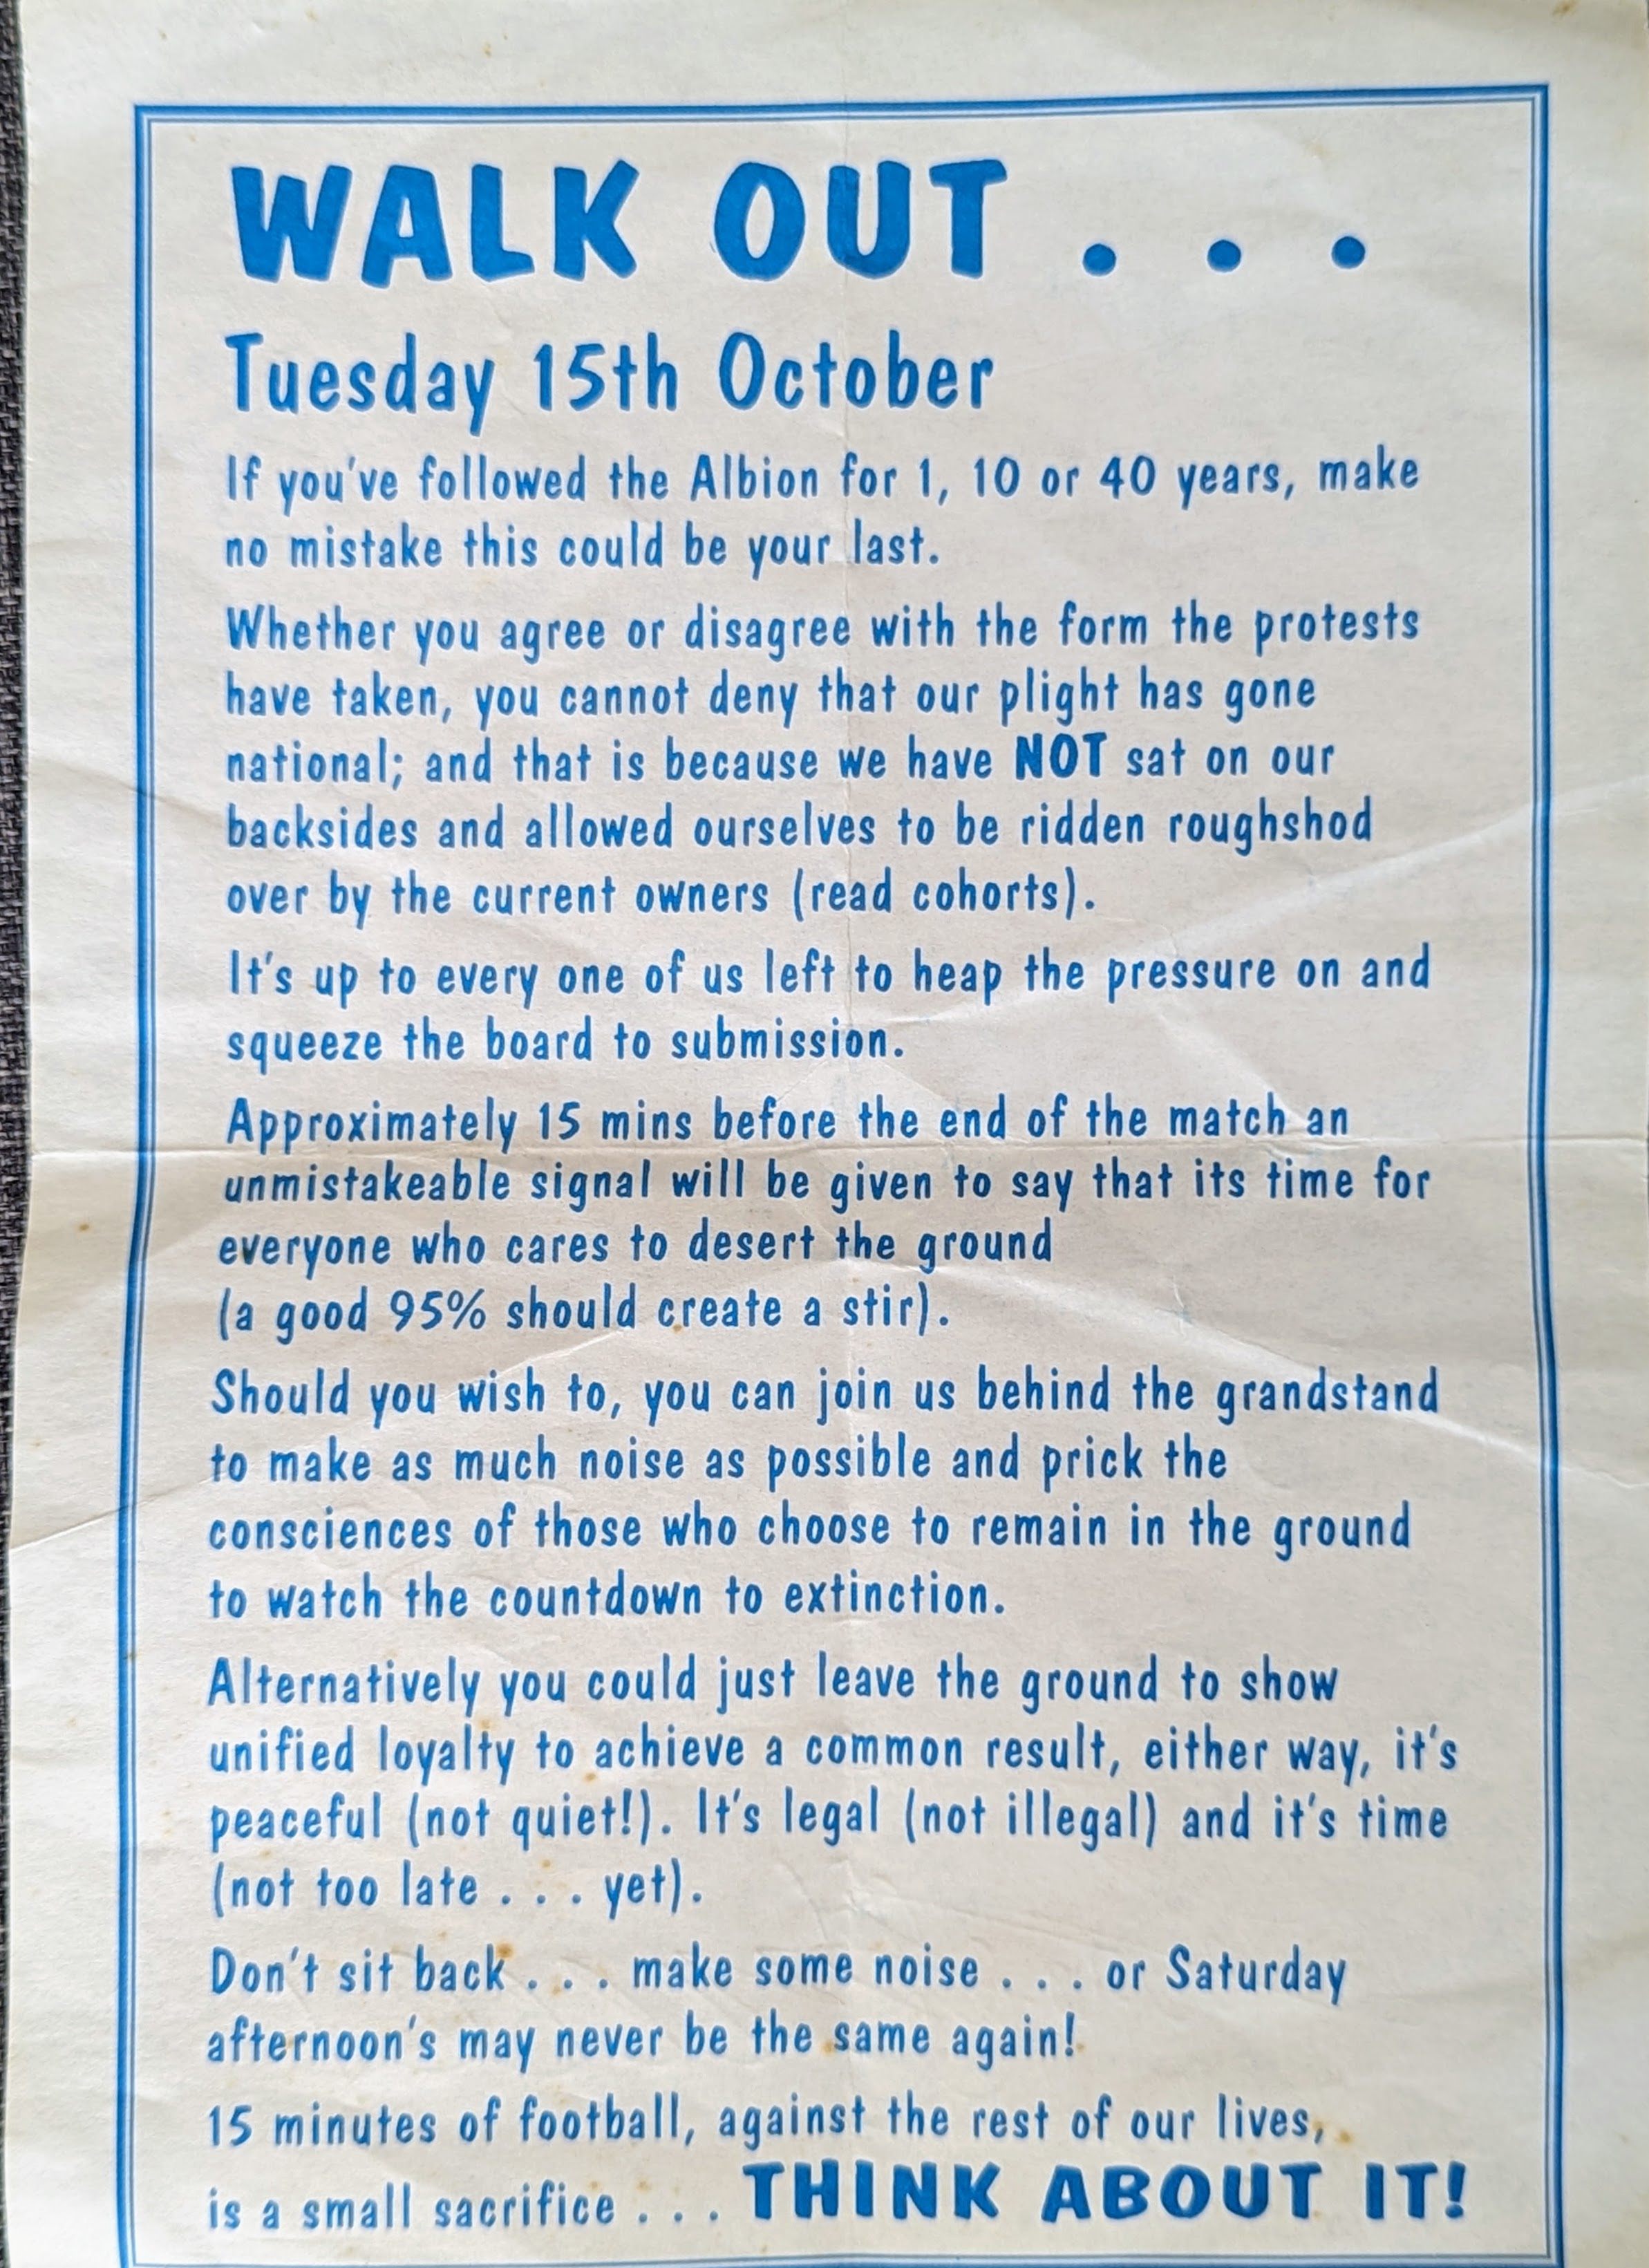 WALK OUT . . .
Tuesday 15th October
If you've followed the Albion for 1, 10 or 40 years, make
no mistake this could be your last.
Whether you agree or disagree with the form the protests
have taken, you cannot deny that our plight has gone
national; and that is because we have NOT sat on our
backsides and allowed ourselves to be ridden roughshod
over by the current owners (read cohorts).
It's up to every one of us left to heap the pressure on and
squeeze the board to submission.
Approximately 15 mins before the end of the match an
unmistakeable signal will be given to say that its time for
everyone who cares to desert the ground
(a good 95% should create a stir).
Should you wish to, you can join us behind the grandstand
to make as much noise as possible and prick the
consciences of those who choose to remain in the ground
to watch the countdown to extinction.
Alternatively you could just leave the ground to show
unified loyalty to achieve a common result, either way, it's
peaceful (not quiet!). It's legal (not illegal) and it's time
(not too late . . . yet).
Don't sit back . . . make some noise . . . or Saturday
afternoon's may never be the same again!
15 minutes of football, against the rest of our lives,
is a small sacrifice . . . THINK ABOUT IT!